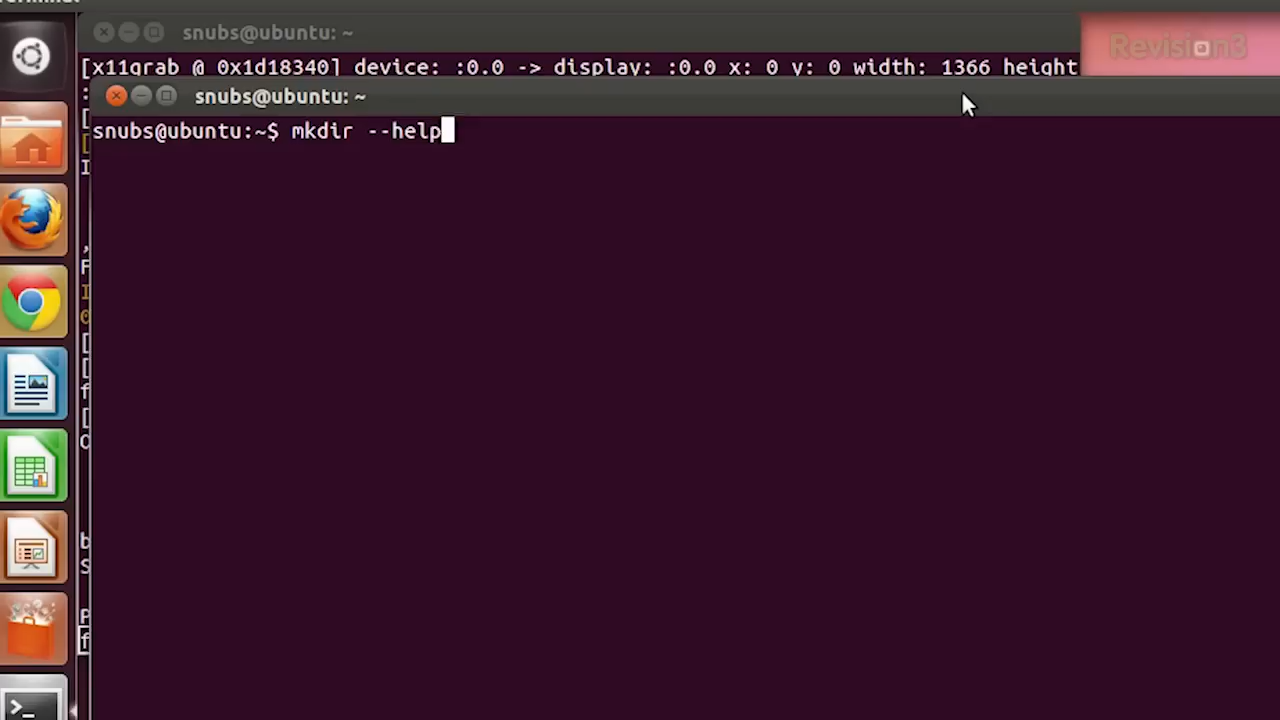 snubs@ubuntu: ~
Revision3
[x11grab @ 0x1d18340] device: :0.0 -> display: :0.0 x: 0 y: 0 width: 1366 height
snubs@ubuntu: ~
snubs@ubuntu:~$ mkdir --help